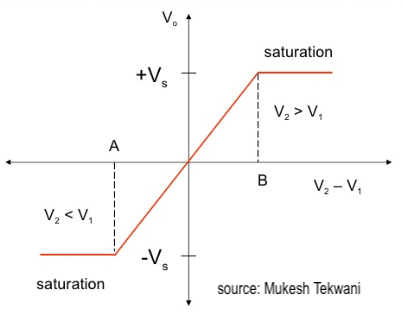 Vₒ
saturation
+Vₛ
V₂ > V₁
A
B
V₂ – V₁
V₂ < V₁
-Vₛ
saturation
source: Mukesh Tekwani